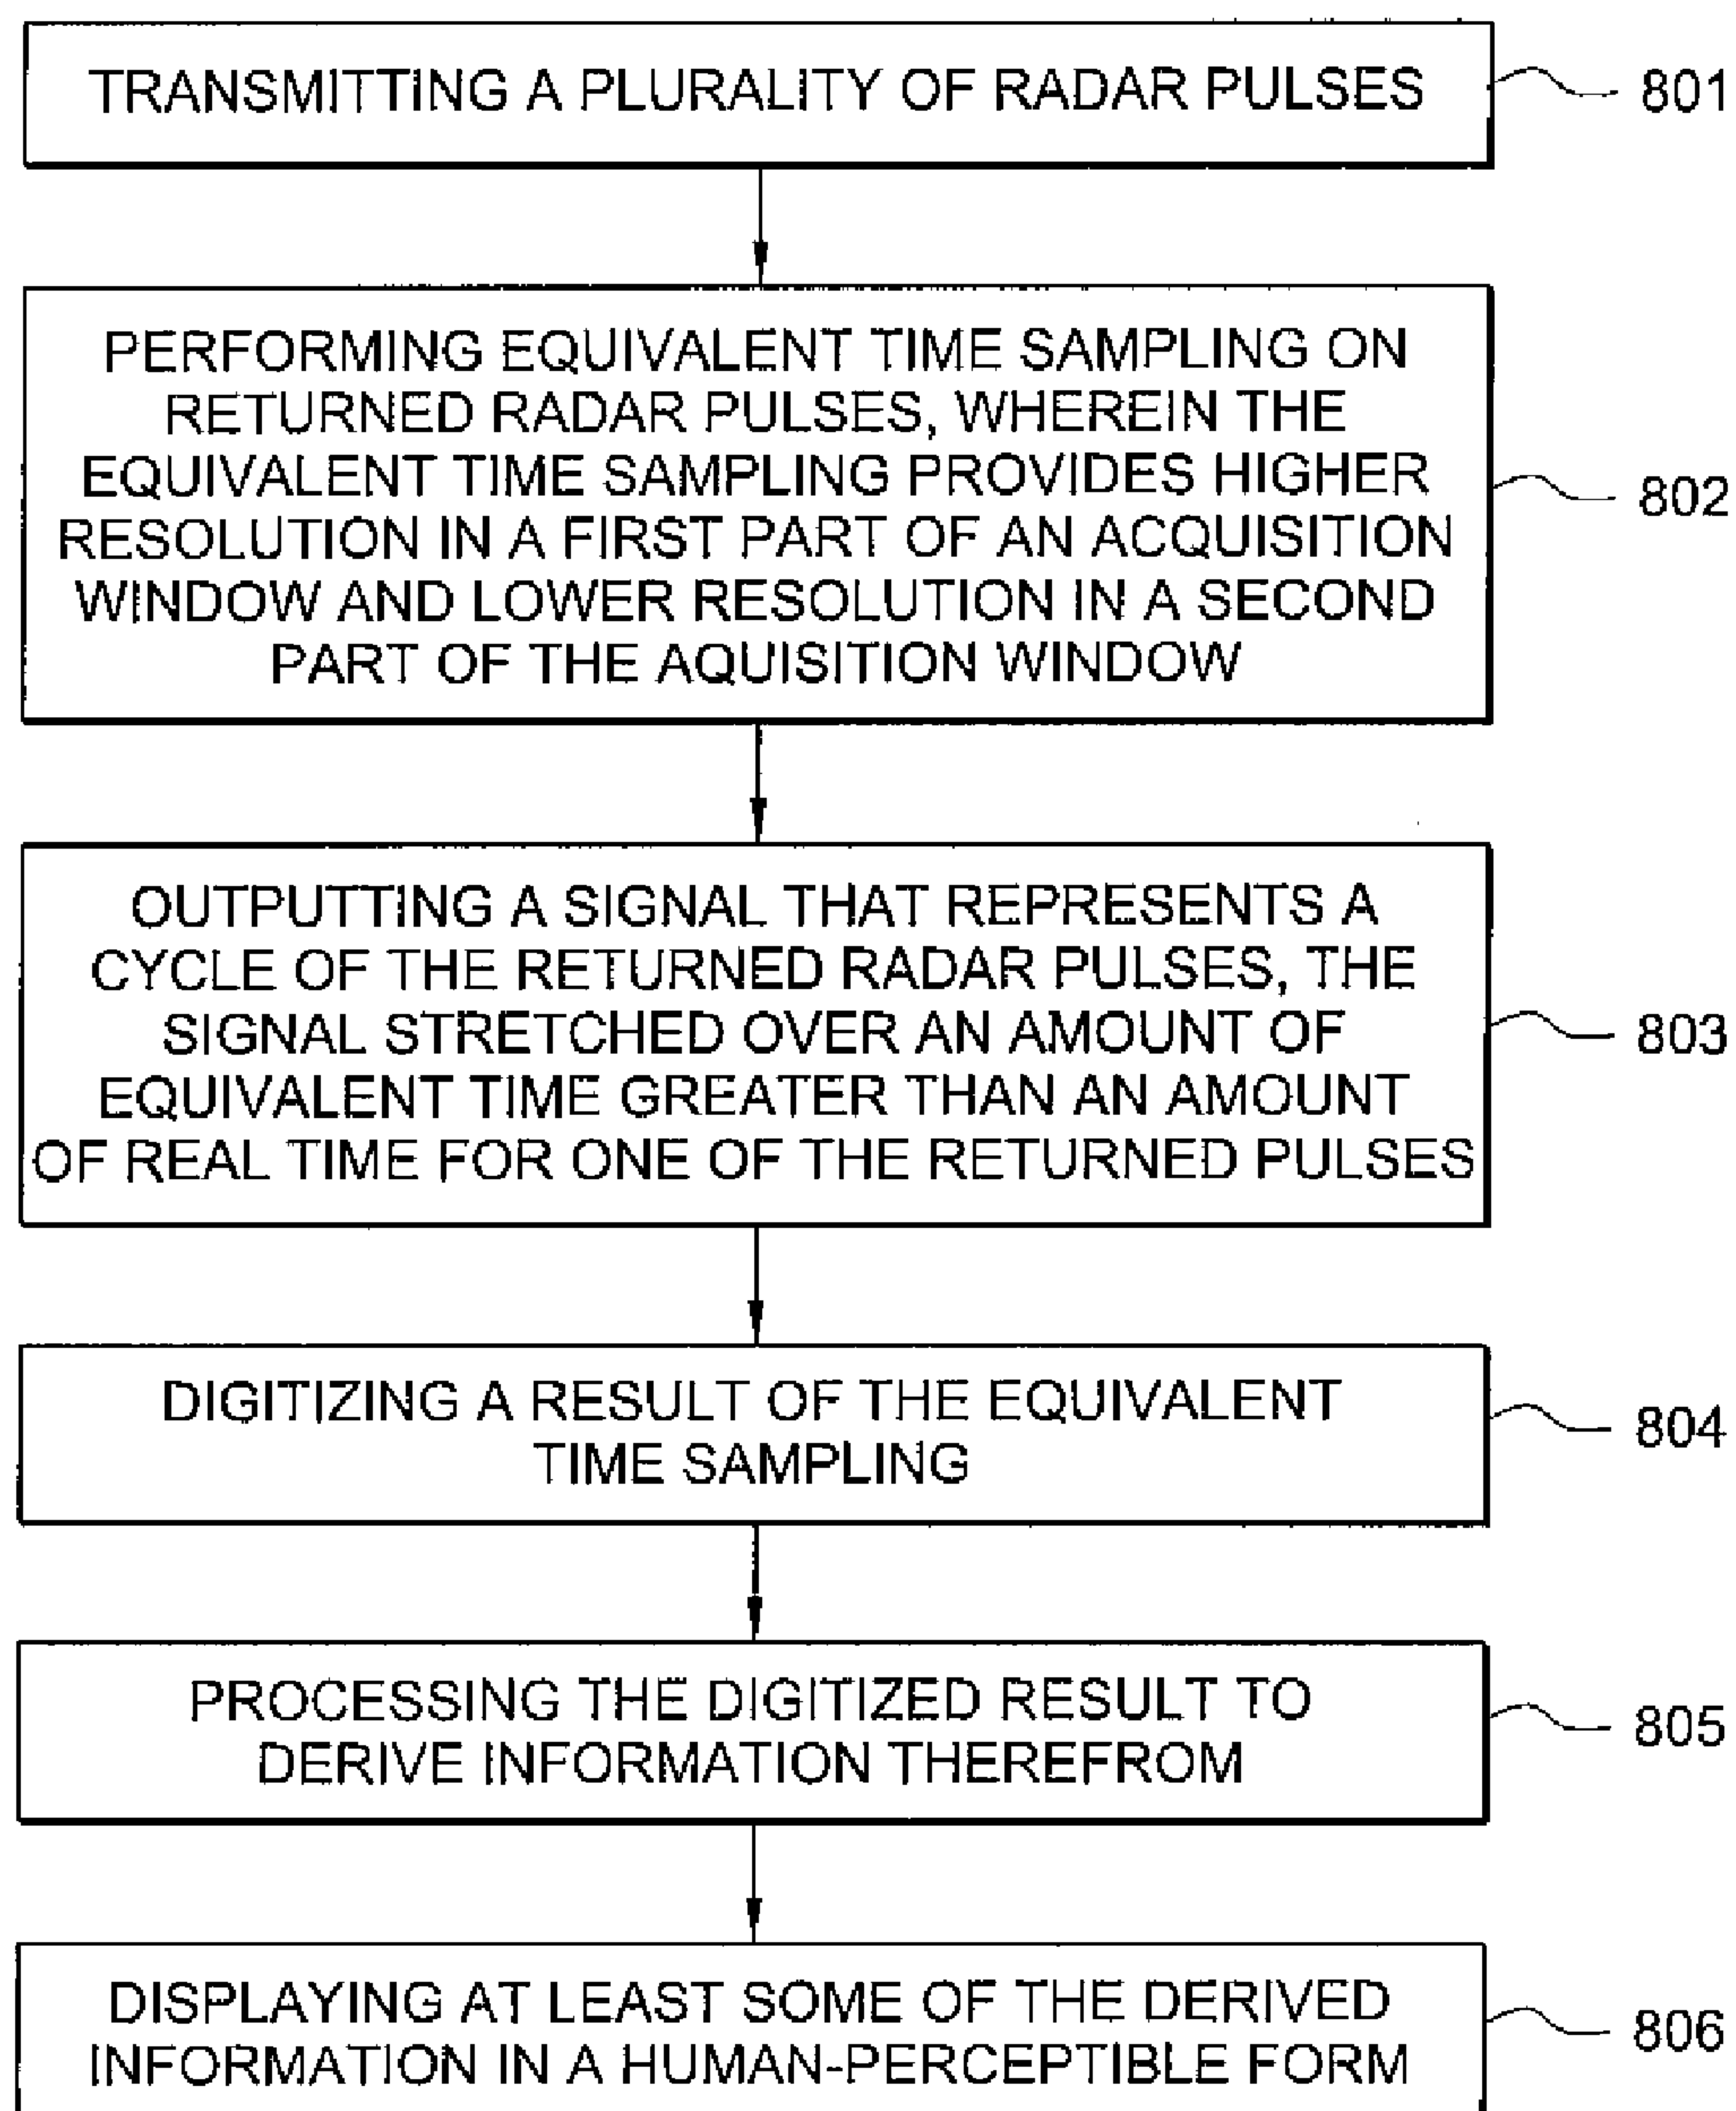 TRANSMITTING A PLURALITY OF RADAR PULSES
801
PERFORMING EQUIVALENT TIME SAMPLING ON
RETURNED RADAR PULSES, WHEREIN THE
EQUIVALENT TIME SAMPLING PROVIDES HIGHER
RESOLUTION IN A FIRST PART OF AN ACQUISITION
WINDOW AND LOWER RESOLUTION IN A SECOND
PART OF THE AQUISITION WINDOW
802
OUTPUTTING A SIGNAL THAT REPRESENTS A
CYCLE OF THE RETURNED RADAR PULSES, THE
SIGNAL STRETCHED OVER AN AMOUNT OF
EQUIVALENT TIME GREATER THAN AN AMOUNT
OF REAL TIME FOR ONE OF THE RETURNED PULSES
803
DIGITIZING A RESULT OF THE EQUIVALENT
TIME SAMPLING
804
PROCESSING THE DIGITIZED RESULT TO
DERIVE INFORMATION THEREFROM
805
DISPLAYING AT LEAST SOME OF THE DERIVED
INFORMATION IN A HUMAN-PERCEPTIBLE FORM
806